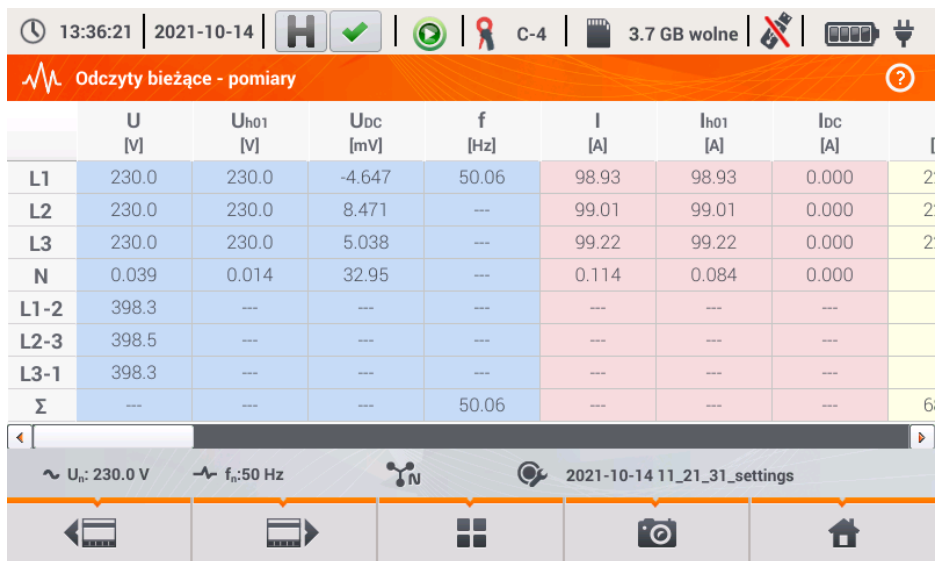 13:36:21 2021-10-14 H C-4 3.7 GB wolne
Odczyty bieżące - pomiary ?
U Uh01 UDC f I Ih01 IDC
[V] [V] [mV] [Hz] [A] [A] [A] [
L1 230.0 230.0 -4.647 50.06 98.93 98.93 0.000 2
L2 230.0 230.0 8.471 --- 99.01 99.01 0.000 2
L3 230.0 230.0 5.038 --- 99.22 99.22 0.000 2
N 0.039 0.014 32.95 --- 0.114 0.084 0.000
L1-2 398.3 --- --- --- --- --- ---
L2-3 398.5 --- --- --- --- --- ---
L3-1 398.3 --- --- --- --- --- ---
Σ --- --- --- 50.06 --- --- --- 6
Un: 230.0 V fn:50 Hz N 2021-10-14 11_21_31_settings